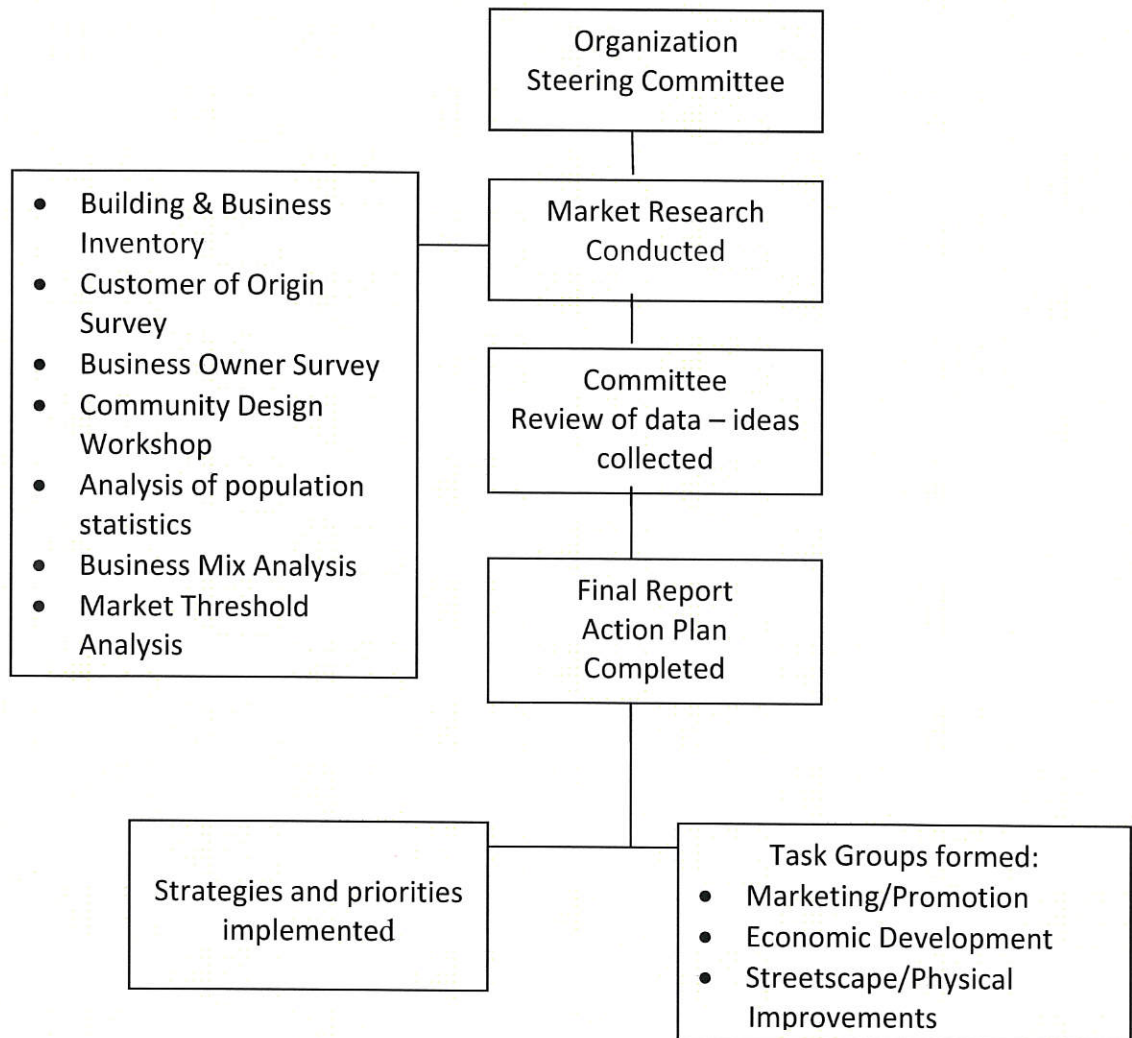 Organization
Steering Committee
Market Research
Conducted
• Building & Business
Inventory
• Customer of Origin
Survey
• Business Owner Survey
• Community Design
Workshop
• Analysis of population
statistics
• Business Mix Analysis
• Market Threshold
Analysis
Committee
Review of data – ideas
collected
Final Report
Action Plan
Completed
Strategies and priorities
implemented
Task Groups formed:
• Marketing/Promotion
• Economic Development
• Streetscape/Physical
Improvements